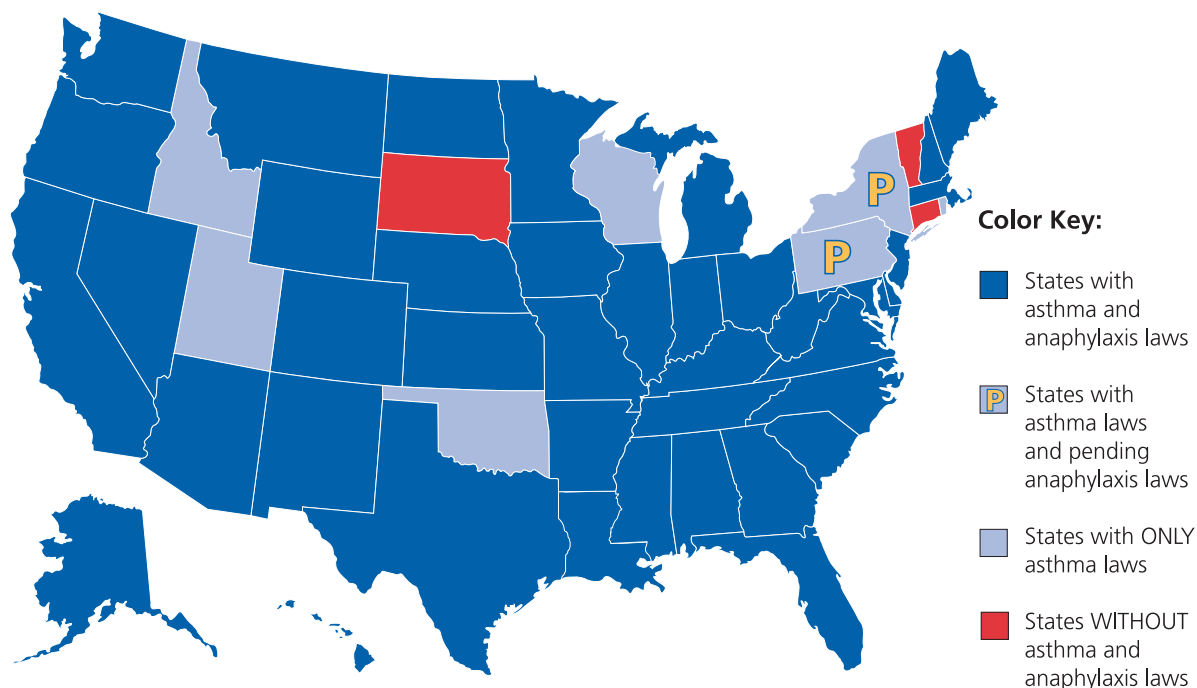 P
P
Color Key:
States with
asthma and
anaphylaxis laws
P
States with
asthma laws
and pending
anaphylaxis laws
States with ONLY
asthma laws
States WITHOUT
asthma and
anaphylaxis laws